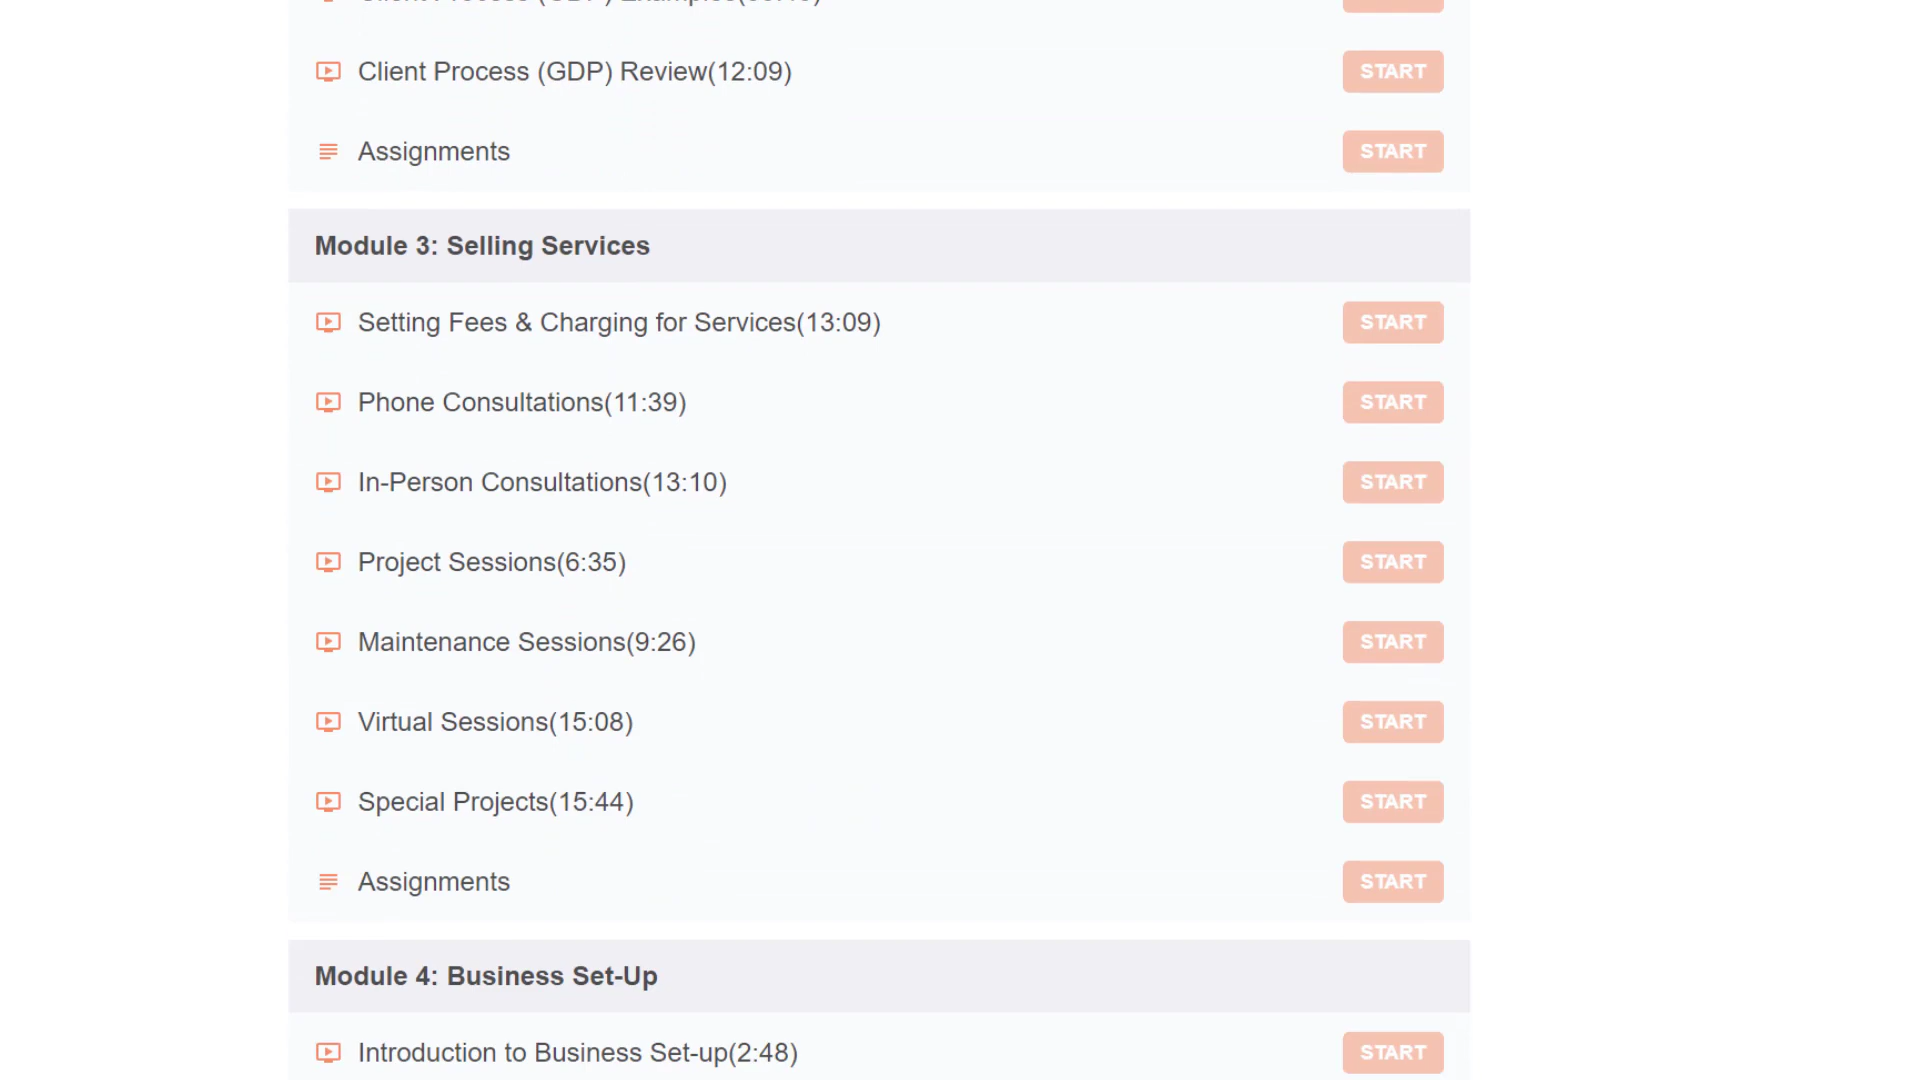 Client Process (GDP) Review(12:09) START
Assignments START
Module 3: Selling Services
Setting Fees & Charging for Services(13:09) START
Phone Consultations(11:39) START
In-Person Consultations(13:10) START
Project Sessions(6:35) START
Maintenance Sessions(9:26) START
Virtual Sessions(15:08) START
Special Projects(15:44) START
Assignments START
Module 4: Business Set-Up
Introduction to Business Set-up(2:48) START